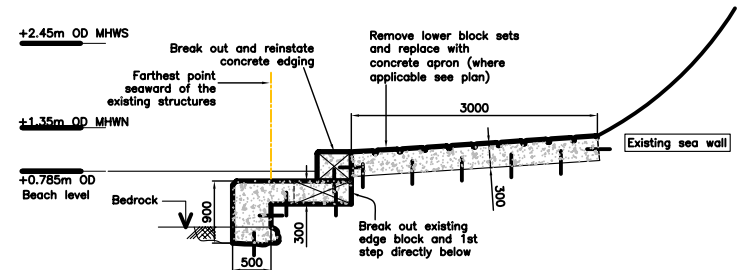 +2.45m OD MHWS
Break out and reinstate
concrete edging
Remove lower block sets
and replace with
concrete apron (where
applicable see plan)
Farthest point
seaward of the
existing structures
3000
+1.35m OD MHWN
Existing sea wall
+0.785m OD
Beach level
Bedrock
900
300
300
Break out existing
edge block and 1st
step directly below
500